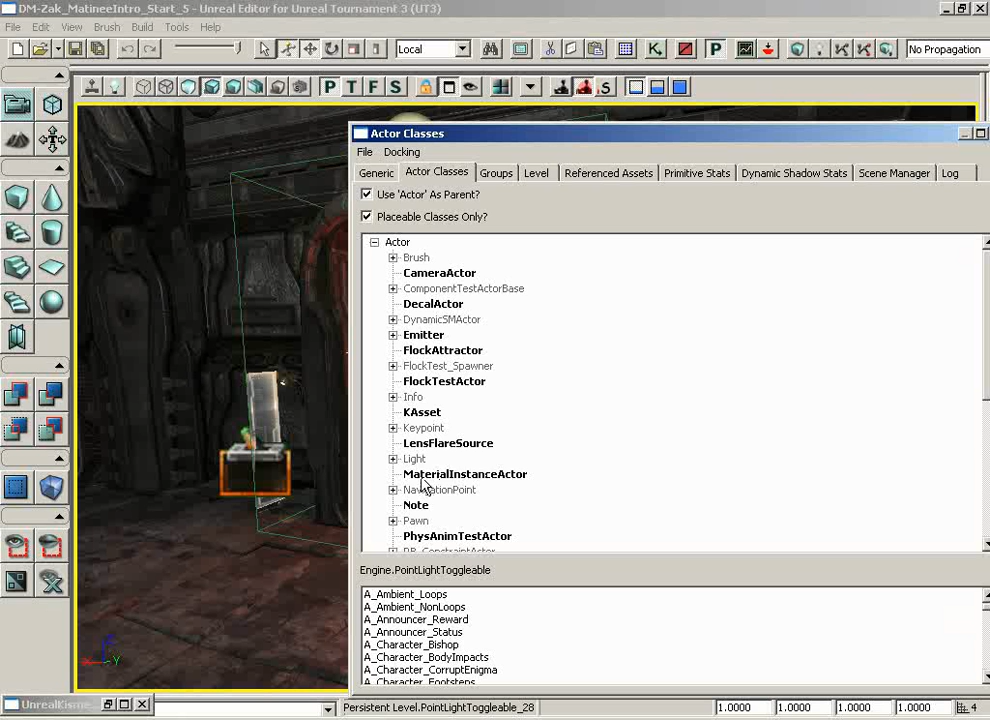 DM-Zak_MatineeIntro_Start_5 - Unreal Editor for Unreal Tournament 3 (UT3)
File Edit View Brush Build Tools Help
Local P No Propagation
P T F S S
Actor Classes
File Docking
Generic Actor Classes Groups Level Referenced Assets Primitive Stats Dynamic Shadow Stats Scene Manager Log
Use 'Actor' As Parent?
Placeable Classes Only?
Actor
Brush
CameraActor
ComponentTestActorBase
DecalActor
DynamicSMActor
Emitter
FlockAttractor
FlockTest_Spawner
FlockTestActor
Info
KAsset
Keypoint
LensFlareSource
Light
MaterialInstanceActor
NavigationPoint
Note
Pawn
PhysAnimTestActor
RB_ConstraintActor
Engine.PointLightToggleable
A_Ambient_Loops
A_Ambient_NonLoops
A_Announcer_Reward
A_Announcer_Status
A_Character_Bishop
A_Character_BodyImpacts
A_Character_CorruptEnigma
A_Character_Footsteps
UnrealKisme Persistent Level.PointLightToggleable_28 1.0000 1.0000 1.0000 1.0000 4